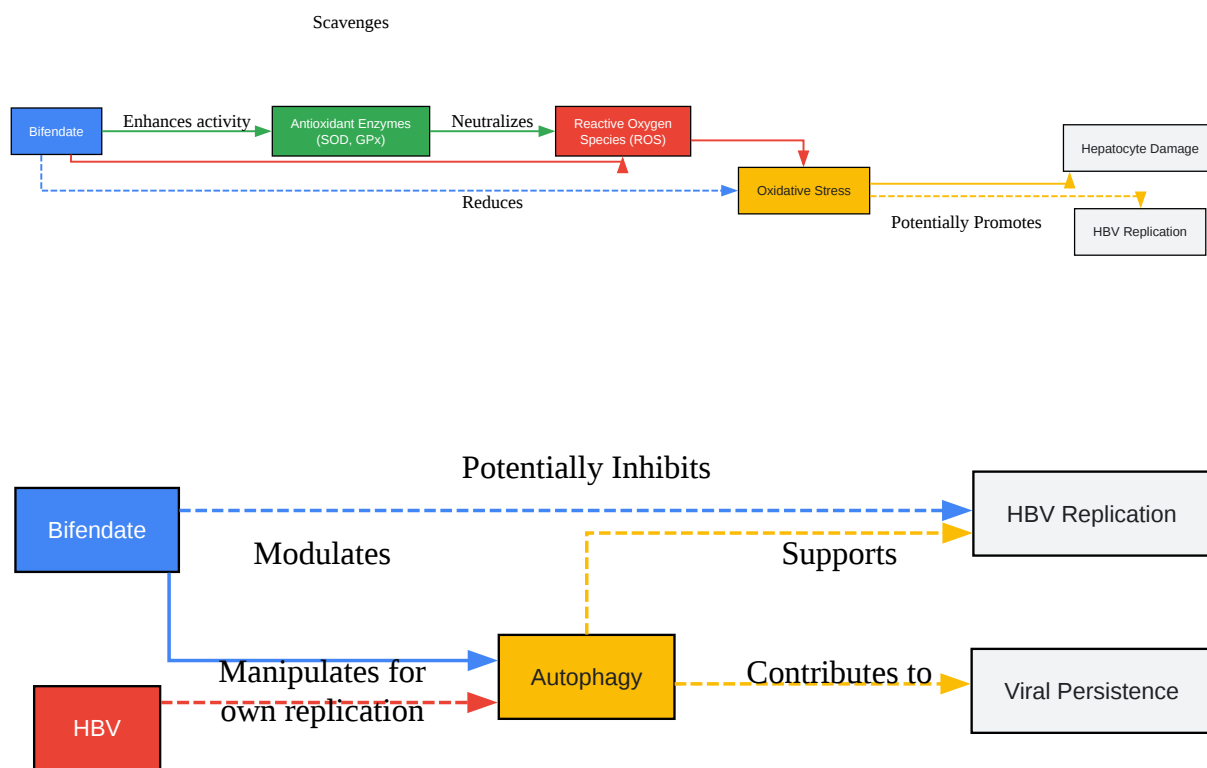 Scavenges
Bifendate
Enhances activity
Antioxidant Enzymes
(SOD, GPx)
Neutralizes
Reactive Oxygen
Species (ROS)
Hepatocyte Damage
Oxidative Stress
Reduces
Potentially Promotes
HBV Replication
Potentially Inhibits
Bifendate
HBV Replication
Modulates
Supports
Manipulates for
own replication
Autophagy
Contributes to
Viral Persistence
HBV